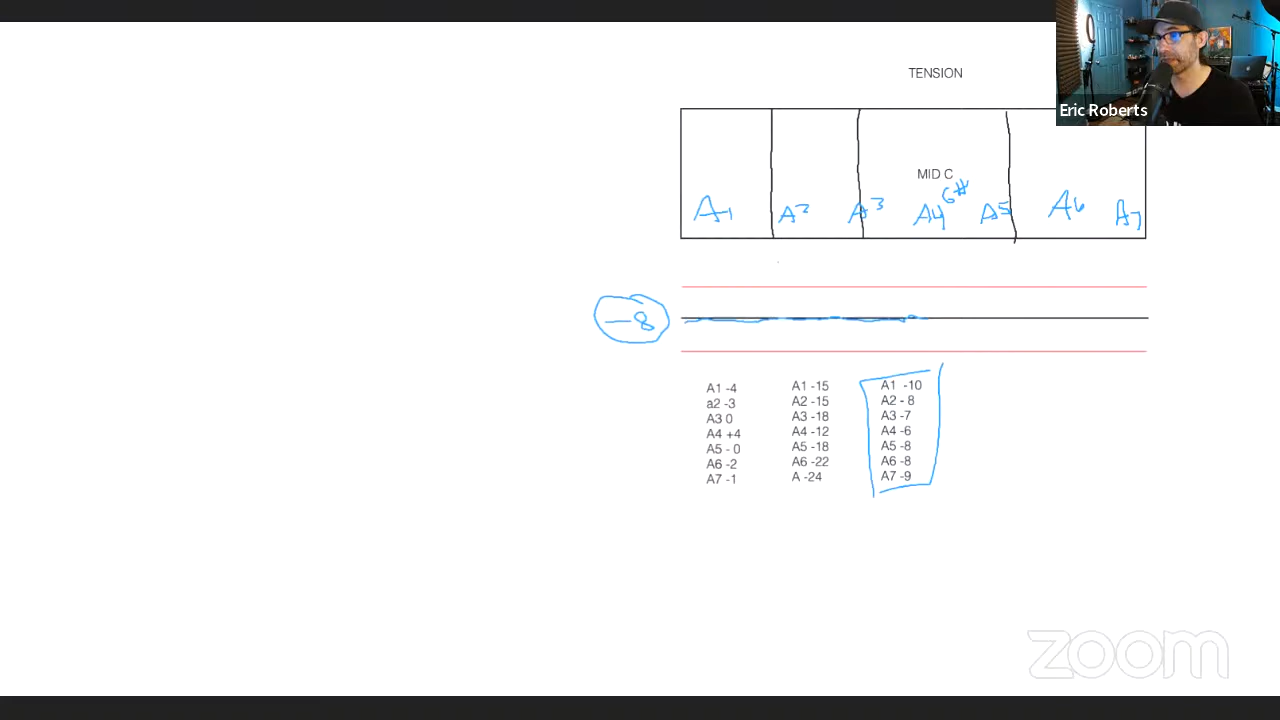 TENSION
Eric Roberts
MID C
A1 A2 A3 A4 G# A5 A6 A7
-8
A1 -4
a2 -3
A3 0
A4 +4
A5 - 0
A6 -2
A7 -1
A1 -15
A2 -15
A3 -18
A4 -12
A5 -18
A6 -22
A -24
A1 -10
A2 - 8
A3 -7
A4 -6
A5 -8
A6 -8
A7 -9
zoom